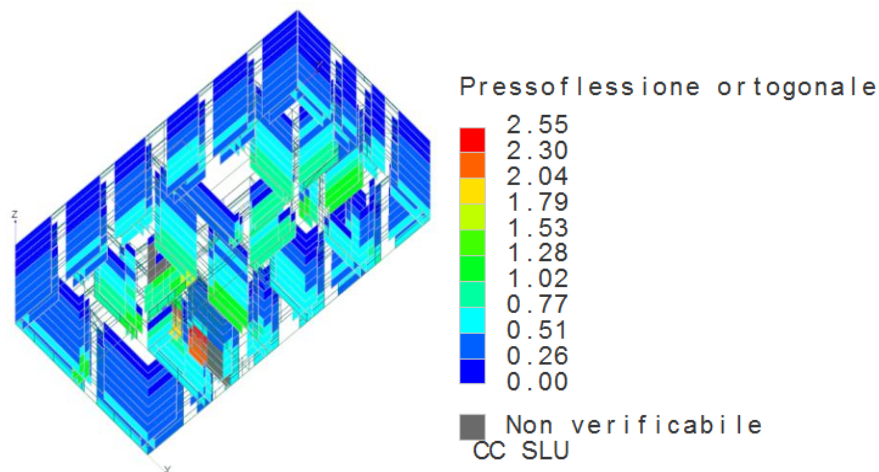 Pressoflessione ortogonale
2.55
2.30
2.04
1.79
1.53
1.28
1.02
0.77
0.51
0.26
0.00
Non verificabile
CC SLU
z